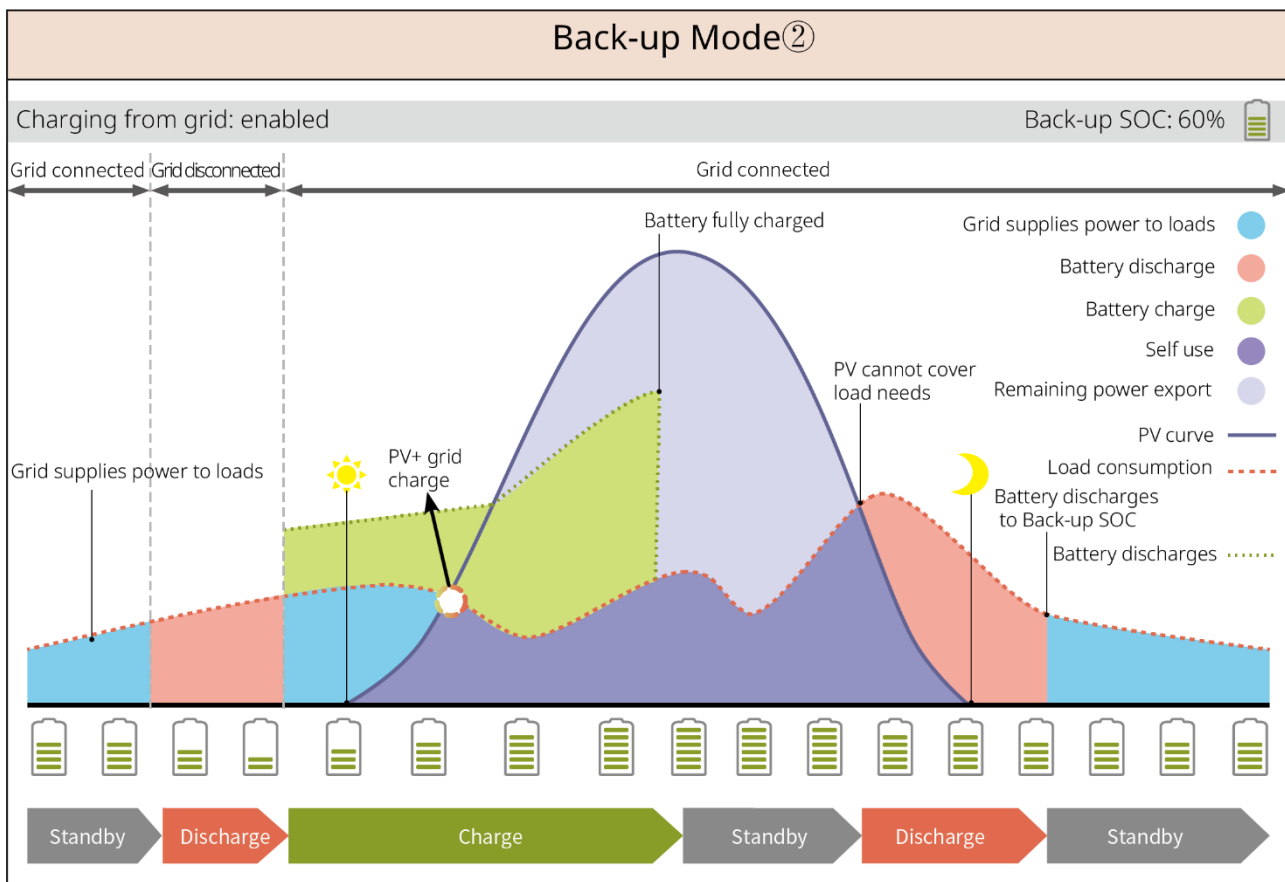 Back-up Mode②
Charging from grid: enabled
Back-up SOC: 60%
Grid connected
Grid disconnected
Grid connected
Battery fully charged
Grid supplies power to loads
Battery discharge
Battery charge
Self use
Remaining power export
PV curve
Load consumption
Battery discharges
PV cannot cover
load needs
PV+ grid
charge
Grid supplies power to loads
Battery discharges
to Back-up SOC
Standby
Discharge
Charge
Standby
Discharge
Standby